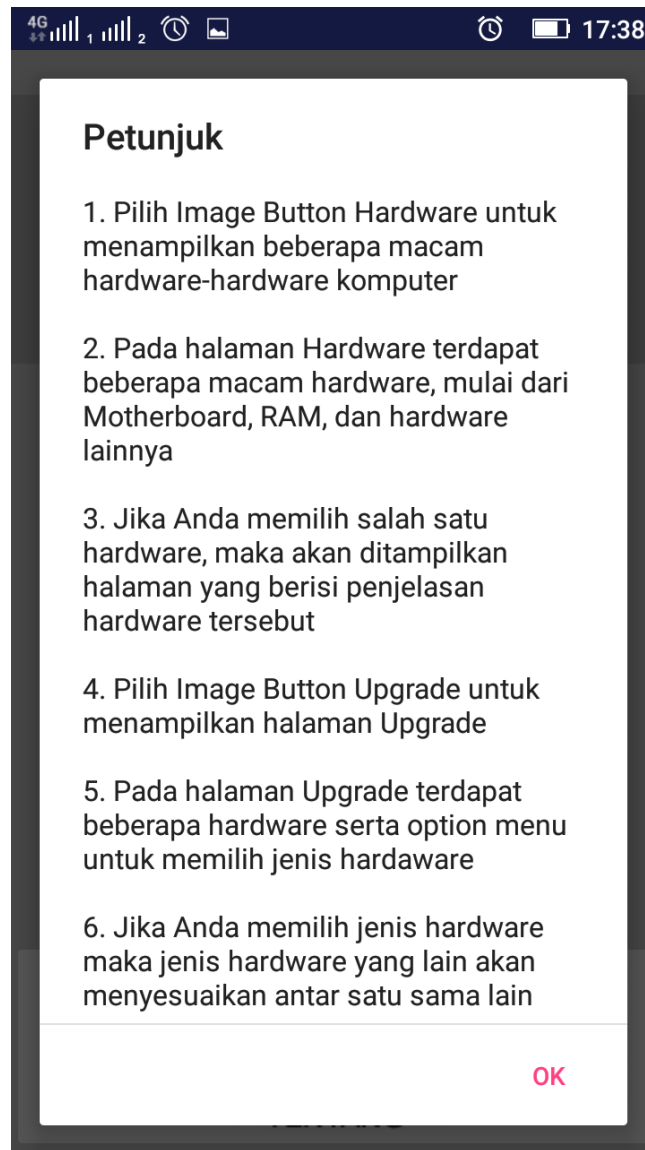 4G 1 2 17:38
Petunjuk
1. Pilih Image Button Hardware untuk
menampilkan beberapa macam
hardware-hardware komputer
2. Pada halaman Hardware terdapat
beberapa macam hardware, mulai dari
Motherboard, RAM, dan hardware
lainnya
3. Jika Anda memilih salah satu
hardware, maka akan ditampilkan
halaman yang berisi penjelasan
hardware tersebut
4. Pilih Image Button Upgrade untuk
menampilkan halaman Upgrade
5. Pada halaman Upgrade terdapat
beberapa hardware serta option menu
untuk memilih jenis hardaware
6. Jika Anda memilih jenis hardware
maka jenis hardware yang lain akan
menyesuaikan antar satu sama lain
OK